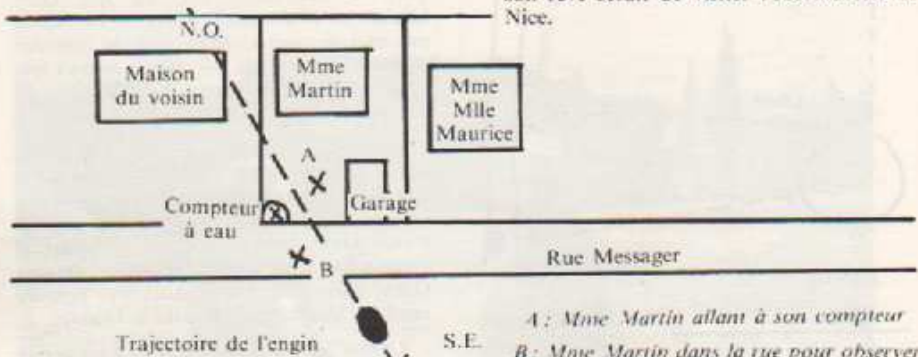 Nice.
N.O.
Maison
du voisin
Mme
Martin
Mme
Mlle
Maurice
A
Compteur
à eau
Garage
B
Rue Messager
Trajectoire de l'engin
S.E.
A : Mme Martin allant à son compteur
B : Mme Martin dans la rue pour observer